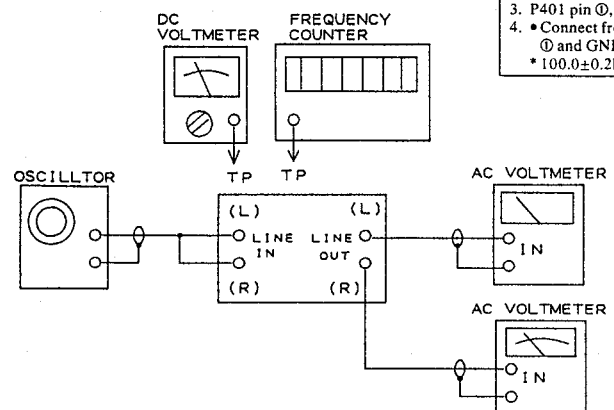 DC
VOLTMETER
FREQUENCY
COUNTER
3. P401 pin ①,
4. • Connect fr
① and GN
* 100.0±0.2
TP
TP
OSCILLTOR
AC VOLTMETER
(L)
(L)
LINE
IN
LINE
OUT
IN
(R)
(R)
AC VOLTMETER
IN